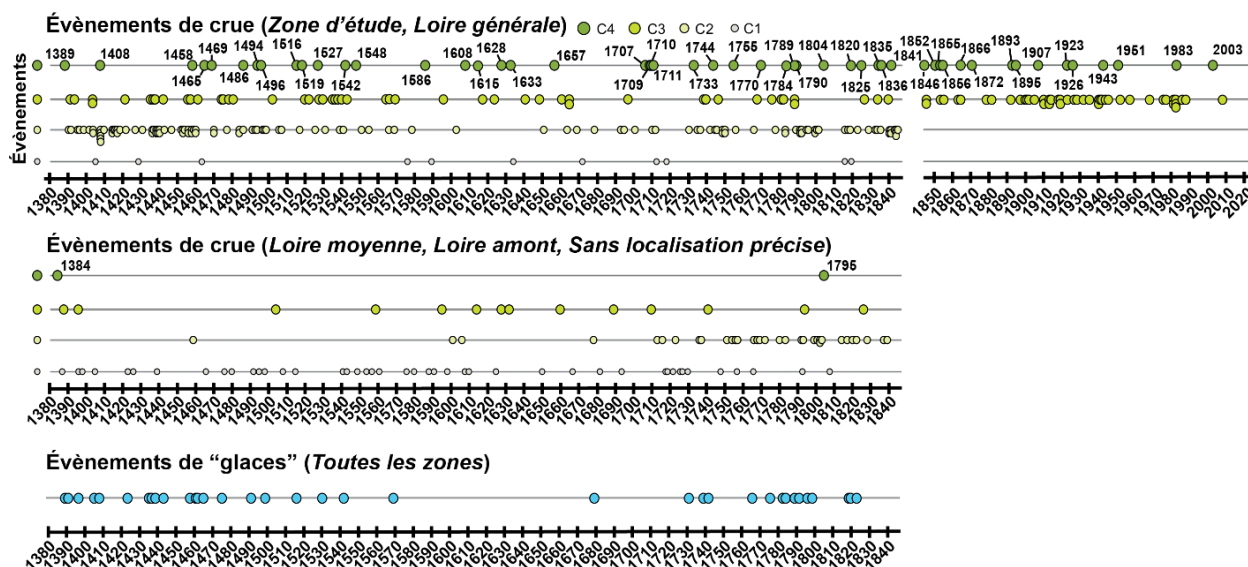 Évènements de crue (Zone d'étude, Loire générale) C4 C3 C2 C1
1389 1408 1458 1469 1494 1516 1527 1548 1608 1628 1657 1707 1710 1744 1755 1789 1804 1820 1835 1841 1852 1855 1866 1893 1907 1923 1951 1983 2003
1465 1486 1496 1519 1542 1586 1615 1633 1709 1711 1733 1770 1784 1790 1825 1836 1846 1856 1872 1895 1926 1943
Évènements
1380 1390 1400 1410 1420 1430 1440 1450 1460 1470 1480 1490 1500 1510 1520 1530 1540 1550 1560 1570 1580 1590 1600 1610 1620 1630 1640 1650 1660 1670 1680 1690 1700 1710 1720 1730 1740 1750 1760 1770 1780 1790 1800 1810 1820 1830 1840 1850 1860 1870 1880 1890 1900 1910 1920 1930 1940 1950 1960 1970 1980 1990 2000 2010 2020
Évènements de crue (Loire moyenne, Loire amont, Sans localisation précise)
1384 1795
1380 1390 1400 1410 1420 1430 1440 1450 1460 1470 1480 1490 1500 1510 1520 1530 1540 1550 1560 1570 1580 1590 1600 1610 1620 1630 1640 1650 1660 1670 1680 1690 1700 1710 1720 1730 1740 1750 1760 1770 1780 1790 1800 1810 1820 1830 1840
Évènements de "glaces" (Toutes les zones)
1380 1390 1400 1410 1420 1430 1440 1450 1460 1470 1480 1490 1500 1510 1520 1530 1540 1550 1560 1570 1580 1590 1600 1610 1620 1630 1640 1650 1660 1670 1680 1690 1700 1710 1720 1730 1740 1750 1760 1770 1780 1790 1800 1810 1820 1830 1840